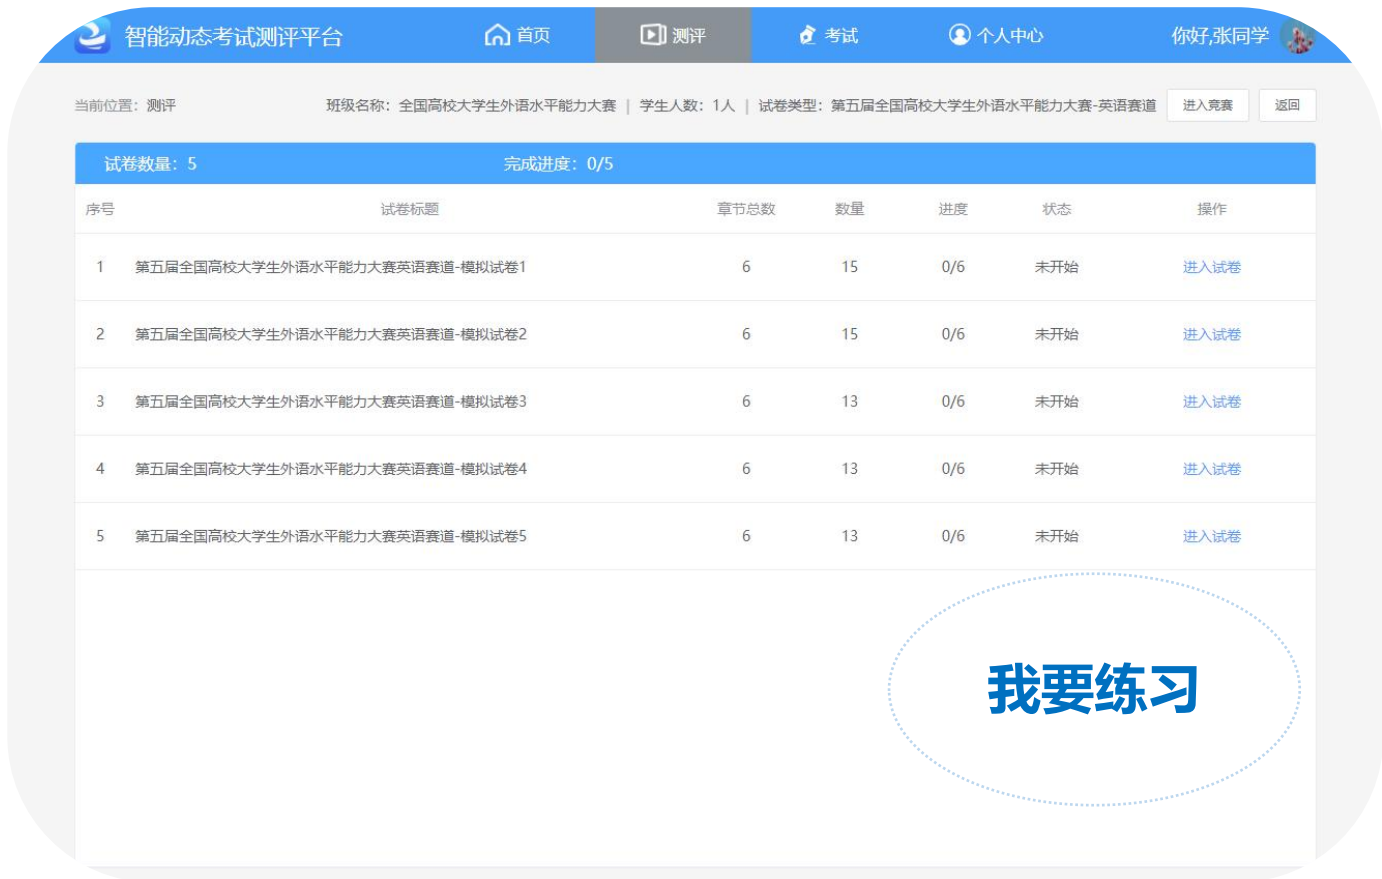 智能动态考试测评平台 首页 测评 考试 个人中心 你好,张同学
当前位置：测评 班级名称：全国高校大学生外语水平能力大赛 | 学生人数：1人 | 试卷类型：第五届全国高校大学生外语水平能力大赛-英语赛道 进入竞赛 返回
试卷数量：5 完成进度：0/5
序号 试卷标题 章节总数 数量 进度 状态 操作
1 第五届全国高校大学生外语水平能力大赛英语赛道-模拟试卷1 6 15 0/6 未开始 进入试卷
2 第五届全国高校大学生外语水平能力大赛英语赛道-模拟试卷2 6 15 0/6 未开始 进入试卷
3 第五届全国高校大学生外语水平能力大赛英语赛道-模拟试卷3 6 13 0/6 未开始 进入试卷
4 第五届全国高校大学生外语水平能力大赛英语赛道-模拟试卷4 6 13 0/6 未开始 进入试卷
5 第五届全国高校大学生外语水平能力大赛英语赛道-模拟试卷5 6 13 0/6 未开始 进入试卷
我要练习